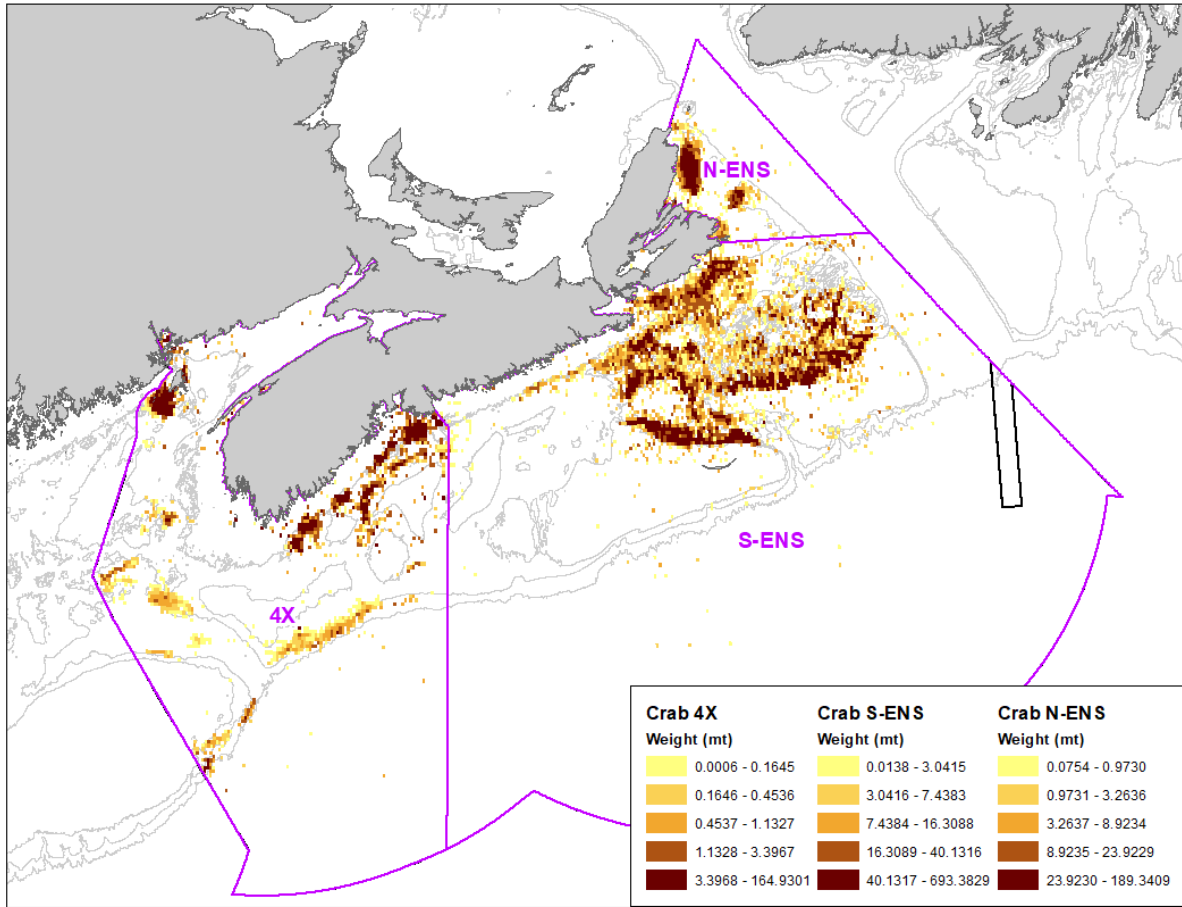 N-ENS
S-ENS
4X
Crab 4X Crab S-ENS Crab N-ENS
Weight (mt) Weight (mt) Weight (mt)
0.0006 - 0.1645 0.0138 - 3.0415 0.0754 - 0.9730
0.1646 - 0.4536 3.0416 - 7.4383 0.9731 - 3.2636
0.4537 - 1.1327 7.4384 - 16.3088 3.2637 - 8.9234
1.1328 - 3.3967 16.3089 - 40.1316 8.9235 - 23.9229
3.3968 - 164.9301 40.1317 - 693.3829 23.9230 - 189.3409